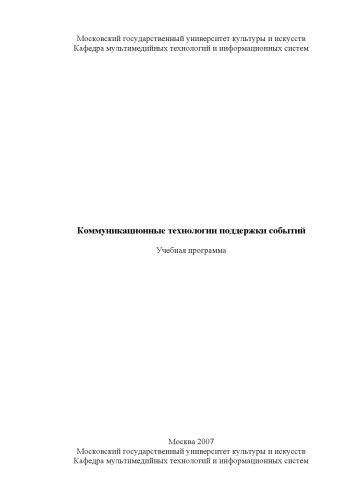 Московский государственный университет культуры и искусств
Кафедра мультимедийных технологий и информационных систем
Коммуникационные технологии поддержки событий
Учебная программа
Москва 2007
Московский государственный университет культуры и искусств
Кафедра мультимедийных технологий и информационных систем